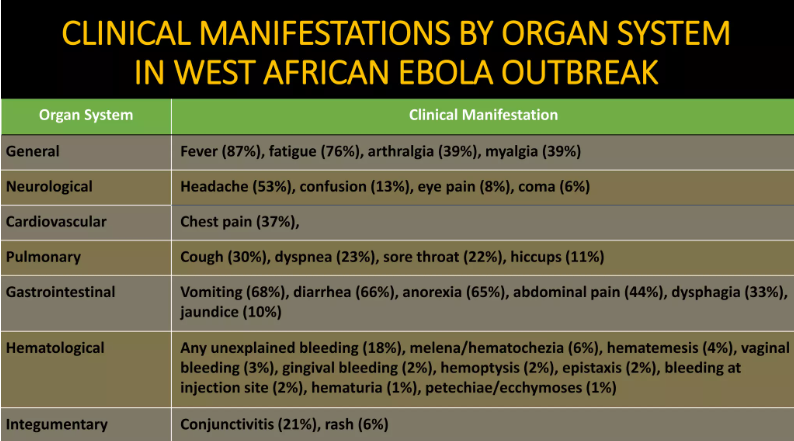 CLINICAL MANIFESTATIONS BY ORGAN SYSTEM
IN WEST AFRICAN EBOLA OUTBREAK
Organ System Clinical Manifestation
General Fever (87%), fatigue (76%), arthralgia (39%), myalgia (39%)
Neurological Headache (53%), confusion (13%), eye pain (8%), coma (6%)
Cardiovascular Chest pain (37%),
Pulmonary Cough (30%), dyspnea (23%), sore throat (22%), hiccups (11%)
Gastrointestinal Vomiting (68%), diarrhea (66%), anorexia (65%), abdominal pain (44%), dysphagia (33%),
jaundice (10%)
Hematological Any unexplained bleeding (18%), melena/hematochezia (6%), hematemesis (4%), vaginal
bleeding (3%), gingival bleeding (2%), hemoptysis (2%), epistaxis (2%), bleeding at
injection site (2%), hematuria (1%), petechiae/ecchymoses (1%)
Integumentary Conjunctivitis (21%), rash (6%)